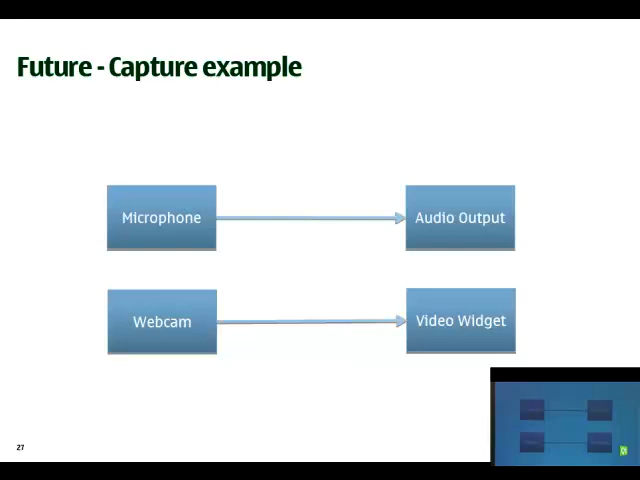 Future - Capture example
Microphone
Audio Output
Webcam
Video Widget
27